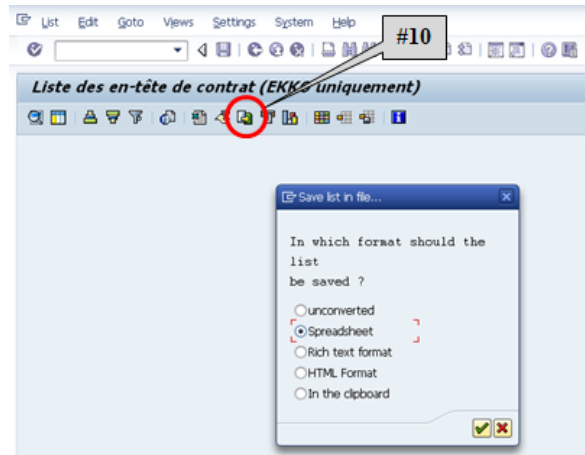 List Edit Goto Views Settings System Help
#10
Liste des en-tête de contrat (EKKO uniquement)
Save list in file...
In which format should the
list
be saved ?
unconverted
Spreadsheet
Rich text format
HTML Format
In the clipboard